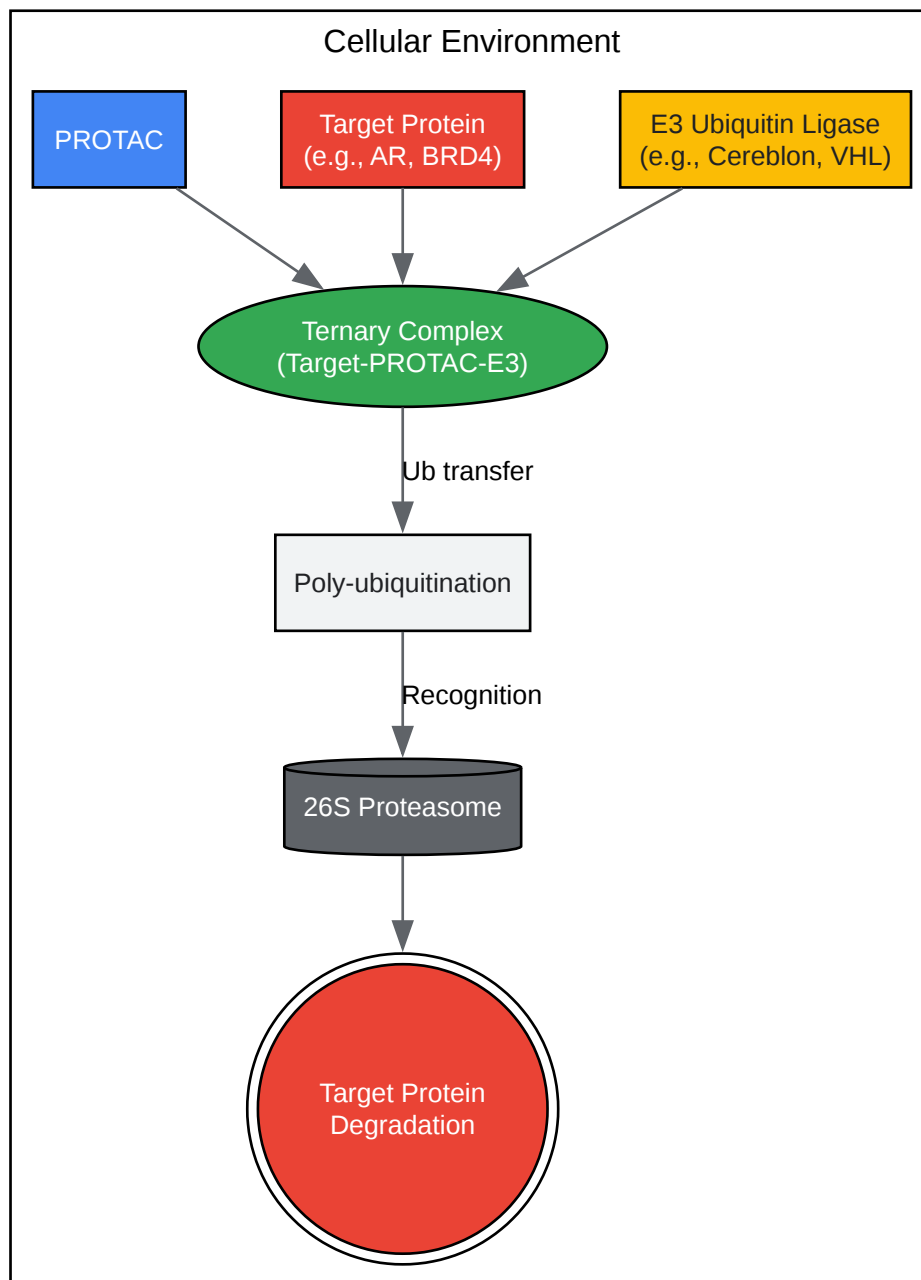 Cellular Environment
PROTAC
Target Protein
(e.g., AR, BRD4)
E3 Ubiquitin Ligase
(e.g., Cereblon, VHL)
Ternary Complex
(Target-PROTAC-E3)
Ub transfer
Poly-ubiquitination
Recognition
26S Proteasome
Target Protein
Degradation